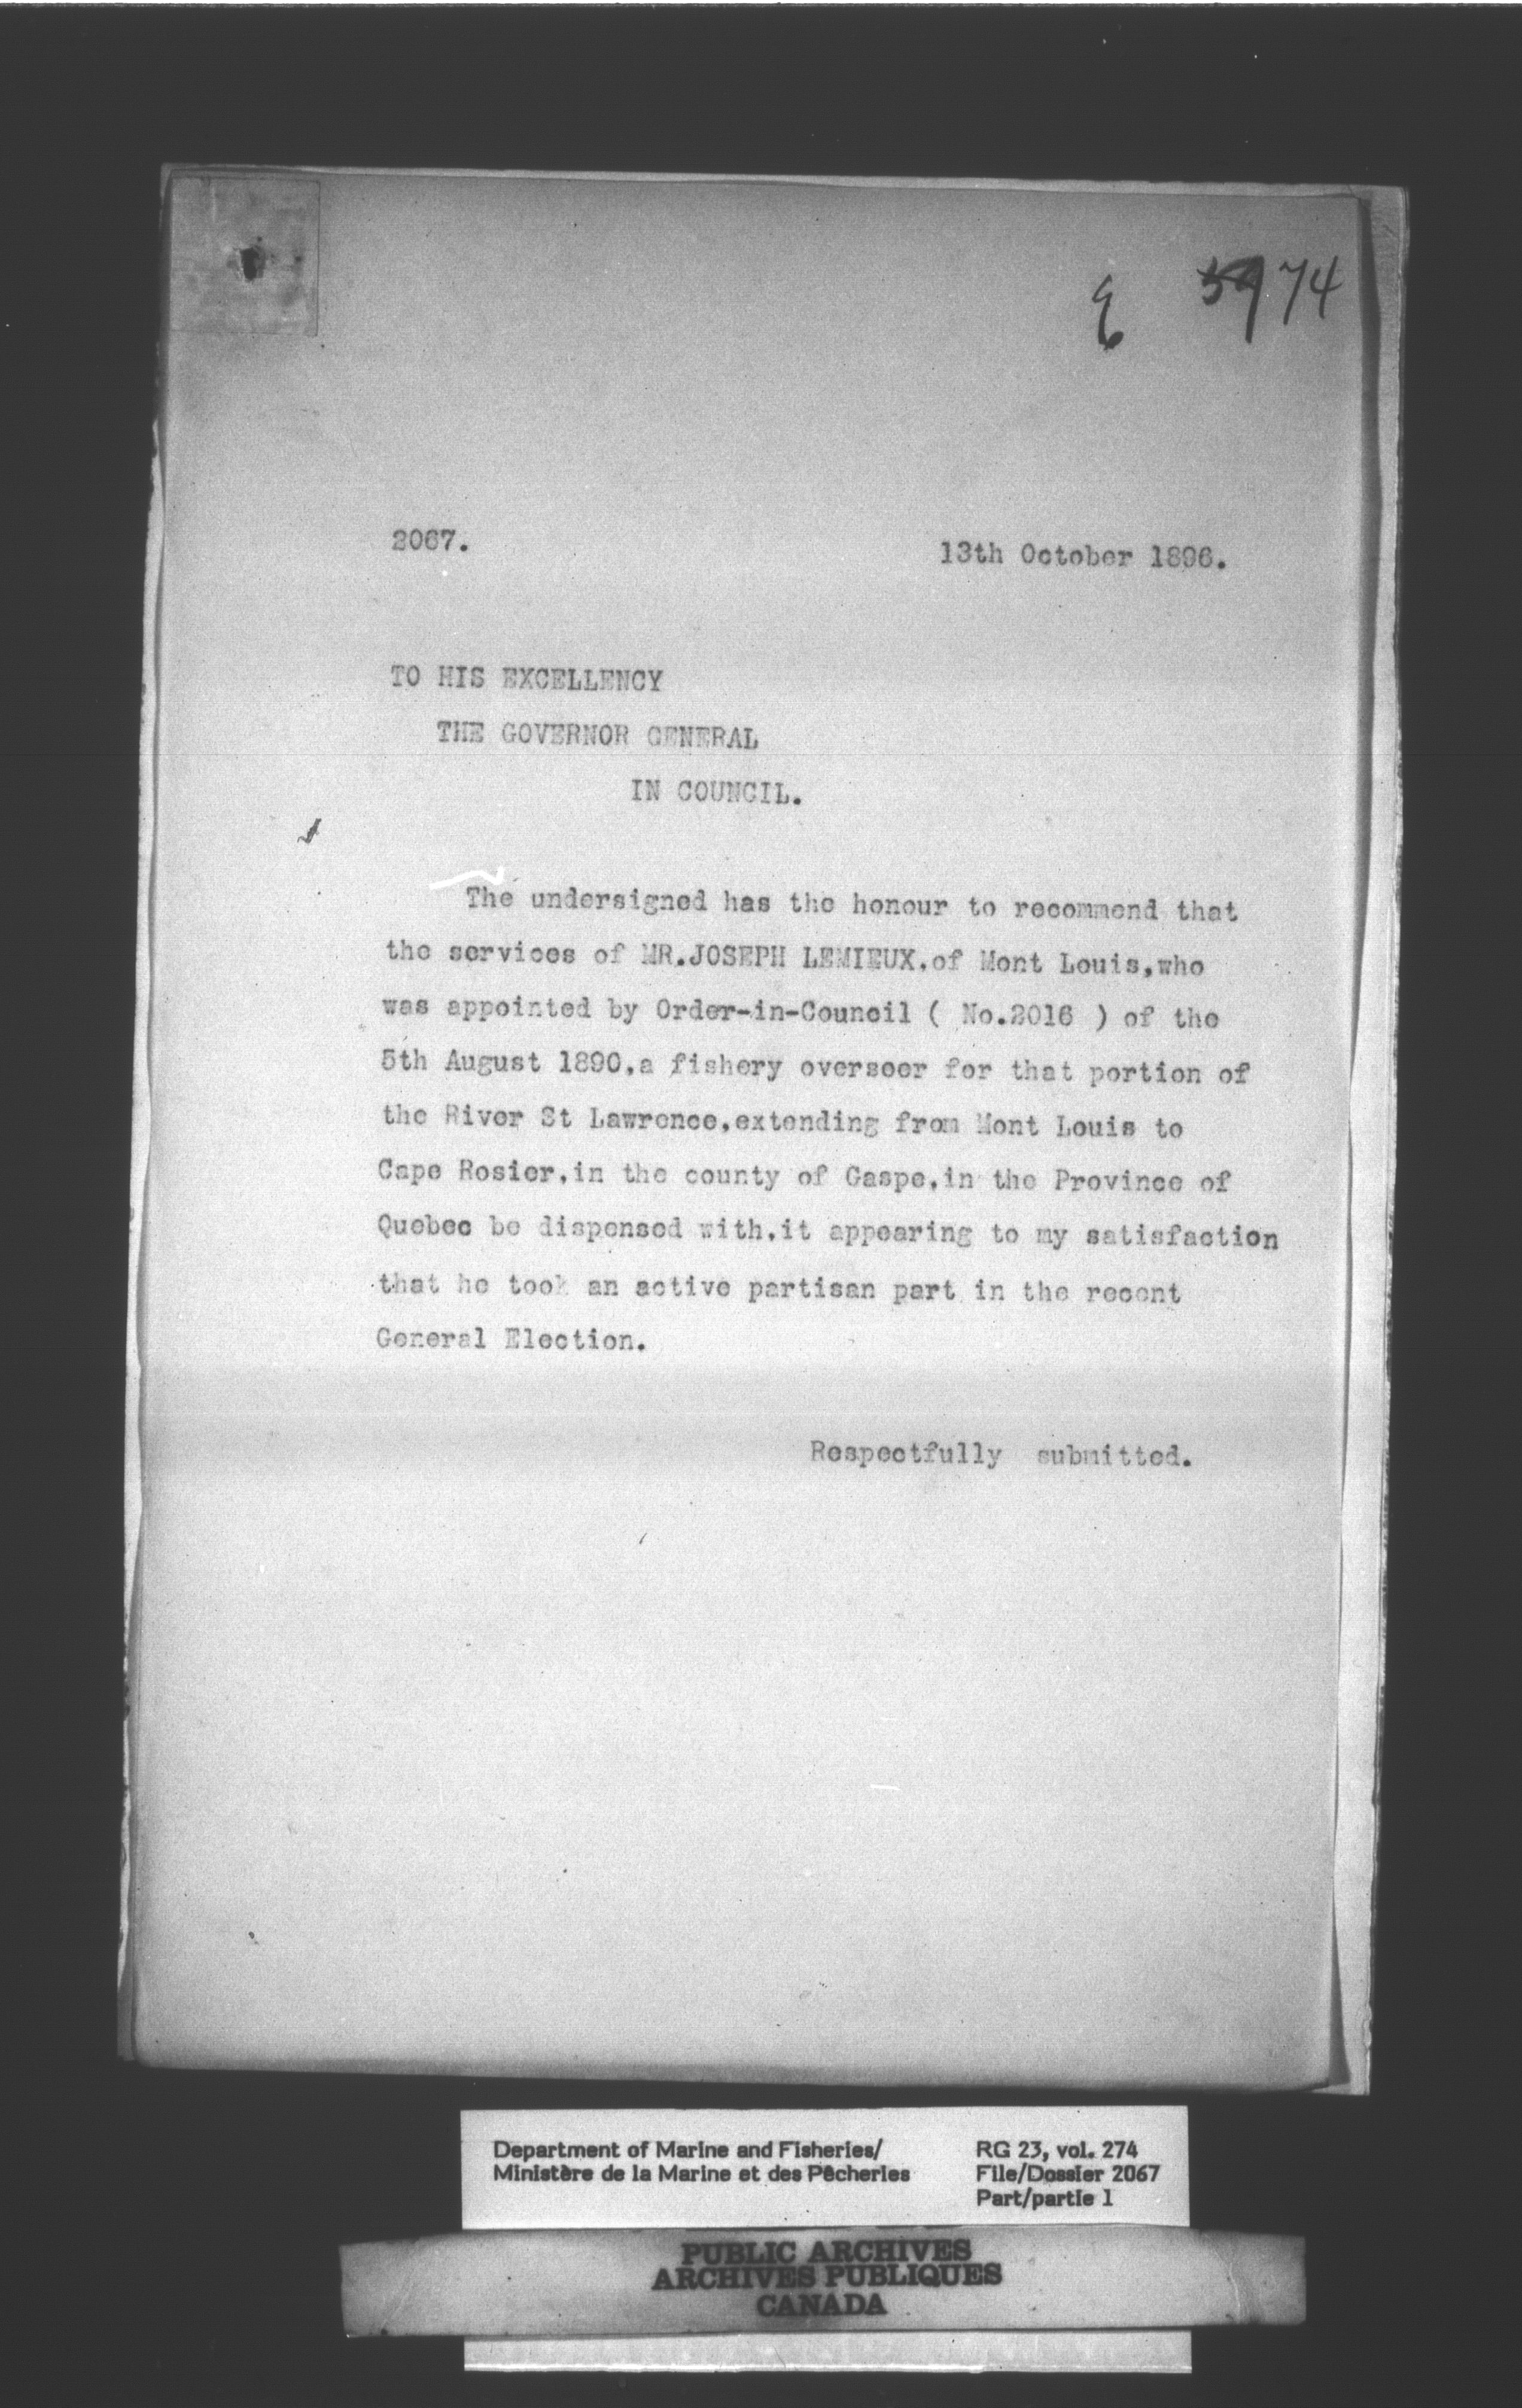 E 5974
2067.
13th October 1896.
TO HIS EXCELLENCY
THE GOVERNOR GENERAL
IN COUNCIL.
The undersigned has the honour to recommend that
the services of MR.JOSEPH LEMIEUX,of Mont Louis,who
was appointed by Order-in-Council ( No.2016 ) of the
5th August 1890,a fishery overseer for that portion of
the River St Lawrence,extending from Mont Louis to
Cape Rosier,in the county of Gaspe,in the Province of
Quebec be dispensed with,it appearing to my satisfaction
that he took an active partisan part in the recent
General Election.
Respectfully submitted.
Department of Marine and Fisheries/
Ministère de la Marine et des Pêcheries
RG 23, vol. 274
File/Dossier 2067
Part/partie 1
PUBLIC ARCHIVES
ARCHIVES PUBLIQUES
CANADA